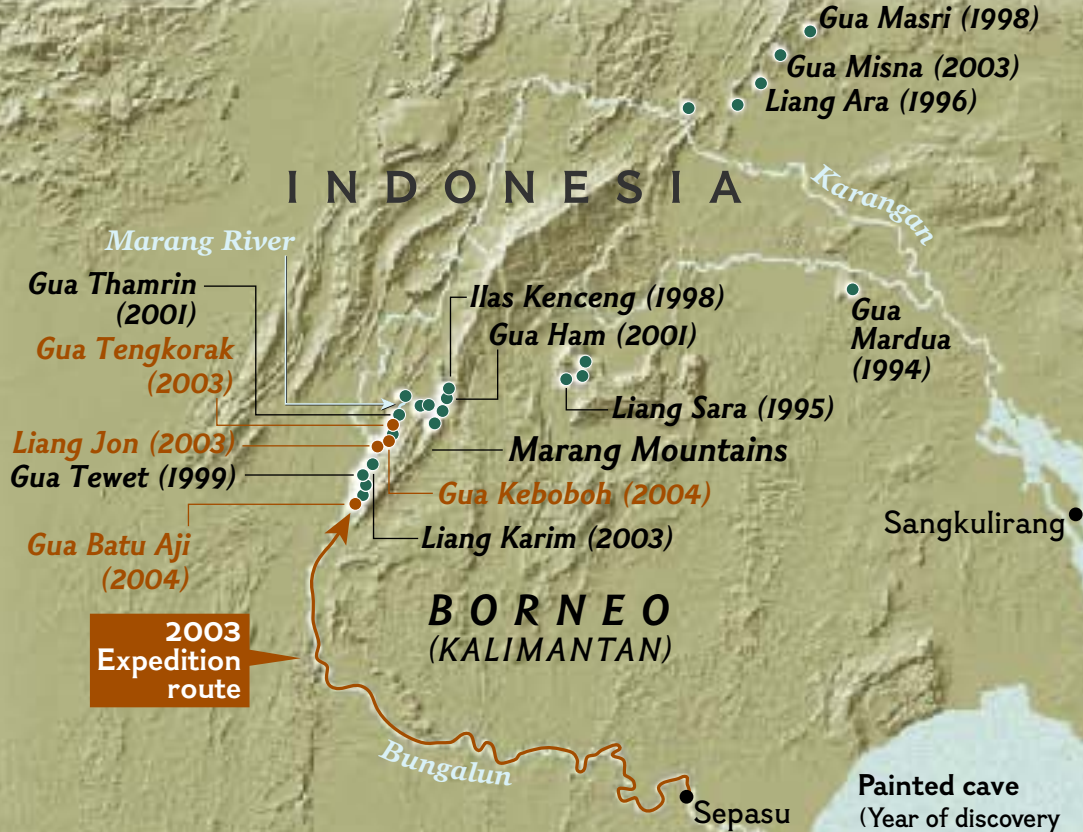 Gua Masri (1998)
Gua Misna (2003)
Liang Ara (1996)
INDONESIA
Karangan
Marang River
Gua Thamrin
(2001)
Ilas Kenceng (1998)
Gua Ham (2001)
Gua
Mardua
(1994)
Gua Tengkorak
(2003)
Liang Sara (1995)
Liang Jon (2003)
Marang Mountains
Gua Tewet (1999)
Gua Keboboh (2004)
Sangkulirang
Gua Batu Aji
(2004)
Liang Karim (2003)
BORNEO
(KALIMANTAN)
2003
Expedition
route
Bungalun
Sepasu
Painted cave
(Year of discovery